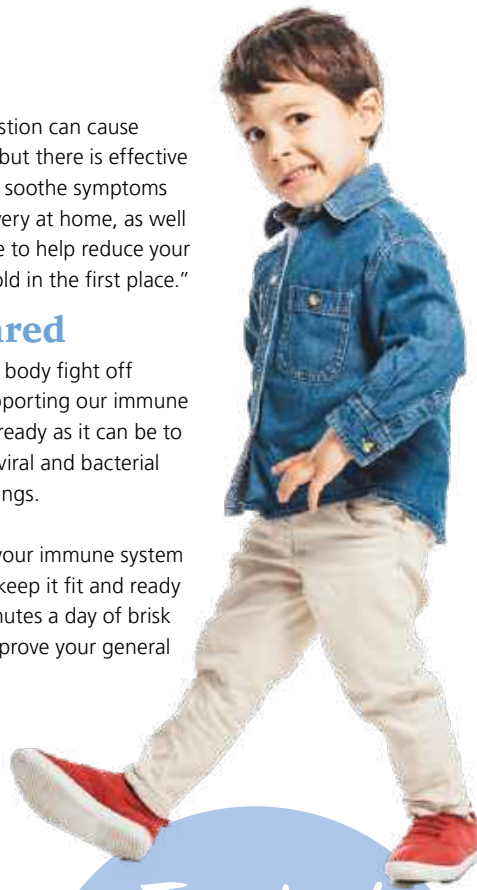 stion can cause
but there is effective
soothe symptoms
very at home, as well
e to help reduce your
old in the first place.”
ared
body fight off
pporting our immune
ready as it can be to
viral and bacterial
ngs.
your immune system
keep it fit and ready
nutes a day of brisk
prove your general